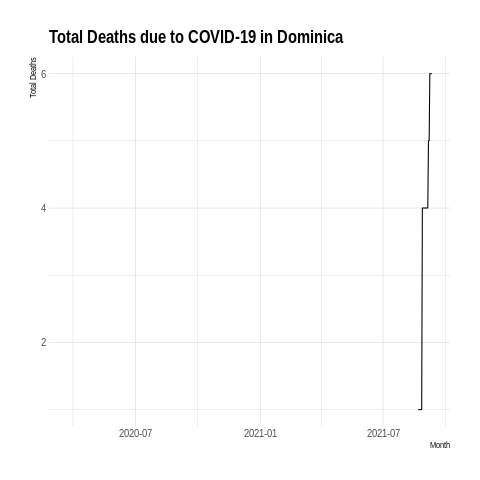 Total Deaths due to COVID-19 in Dominica
Total Deaths
6
4
2
2020-07 2021-01 2021-07
Month